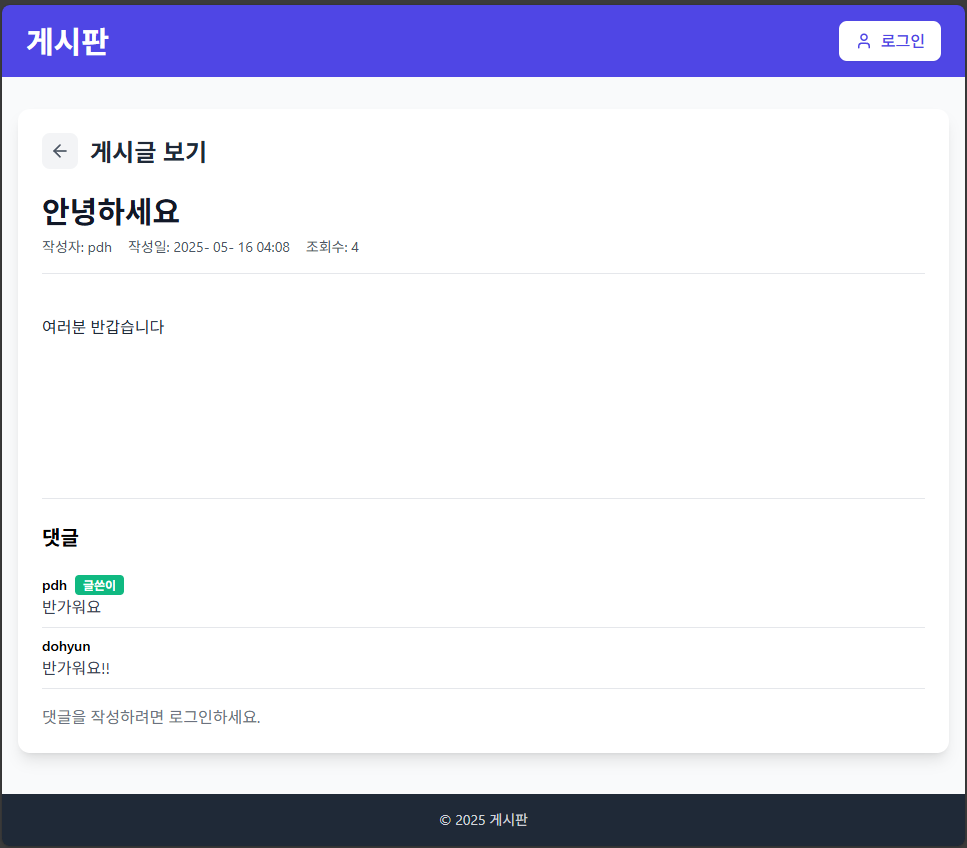 게시판
로그인
게시글 보기
안녕하세요
작성자: pdh 작성일: 2025- 05- 16 04:08 조회수: 4
여러분 반갑습니다
댓글
pdh 글쓴이
반가워요
dohyun
반가워요!!
댓글을 작성하려면 로그인하세요.
© 2025 게시판